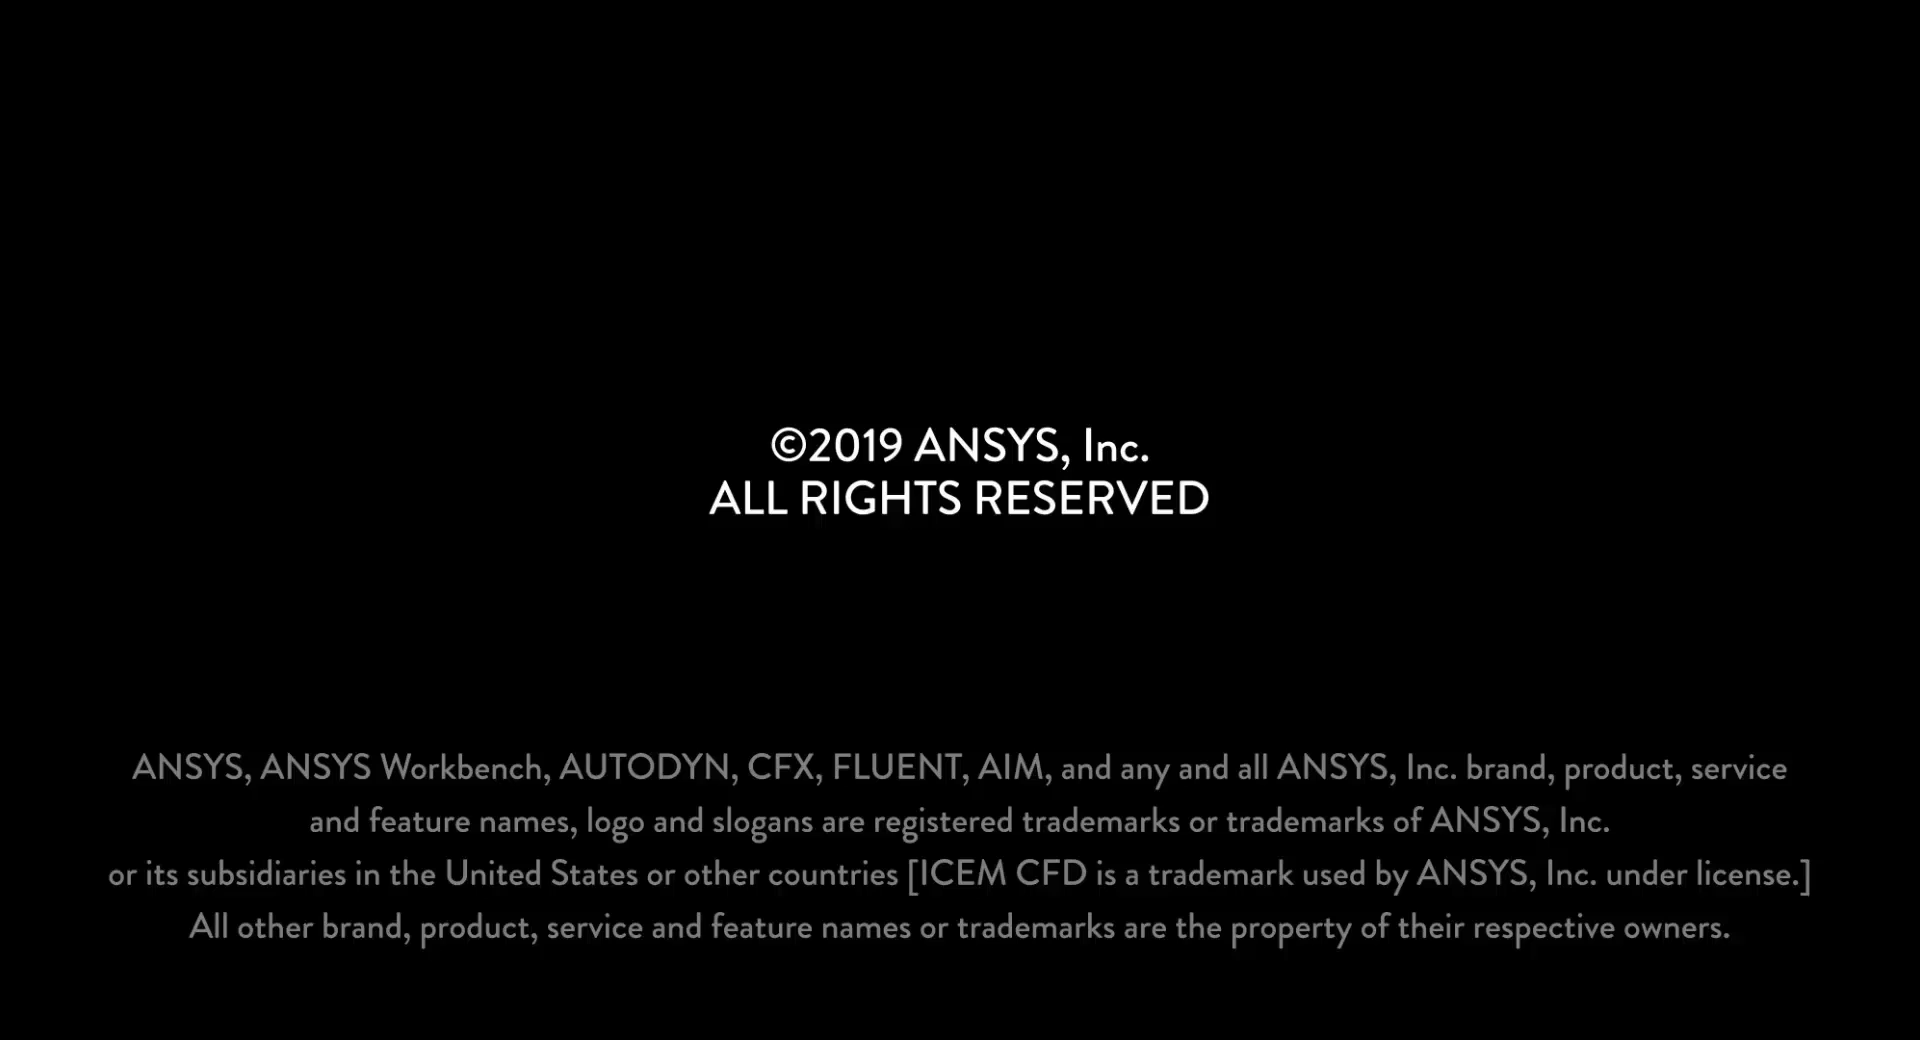 ©2019 ANSYS, Inc.
ALL RIGHTS RESERVED
ANSYS, ANSYS Workbench, AUTODYN, CFX, FLUENT, AIM, and any and all ANSYS, Inc. brand, product, service
and feature names, logo and slogans are registered trademarks or trademarks of ANSYS, Inc.
or its subsidiaries in the United States or other countries [ICEM CFD is a trademark used by ANSYS, Inc. under license.]
All other brand, product, service and feature names or trademarks are the property of their respective owners.